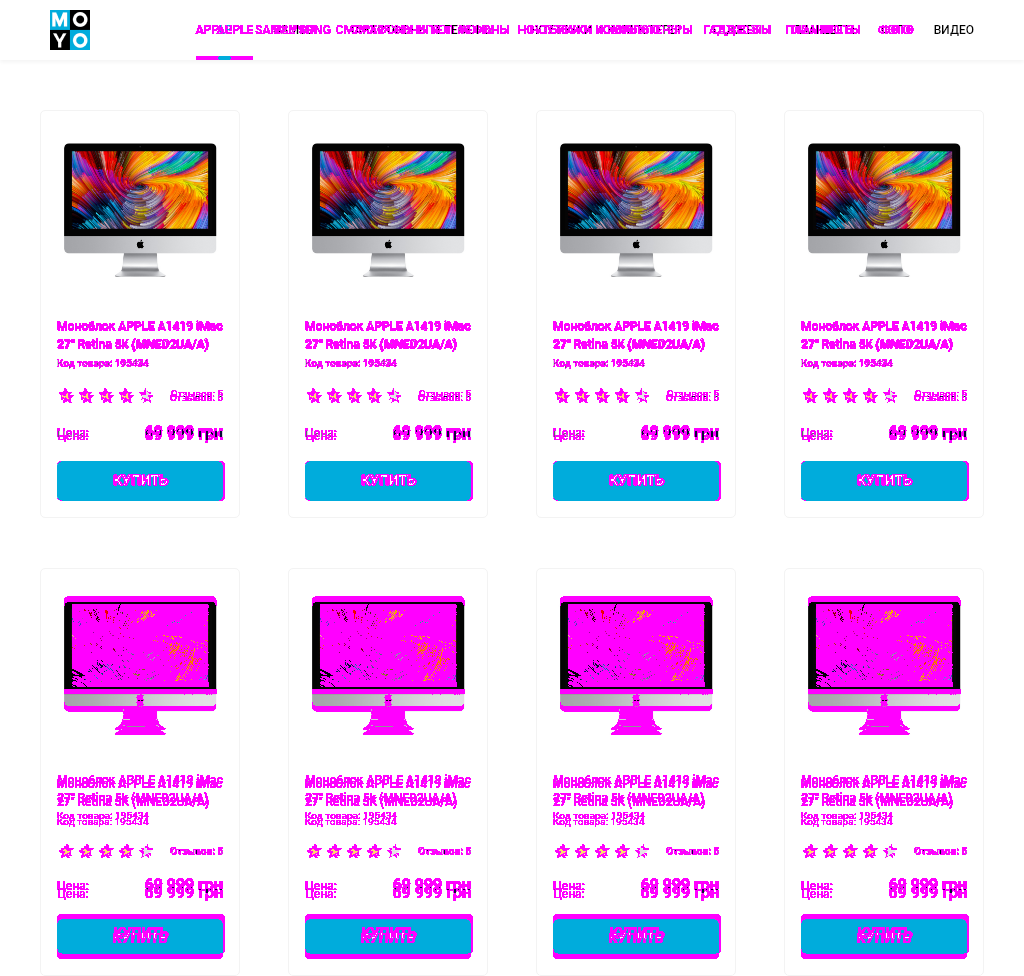 MOYO
APPLE SAMSUNG СМАРТФОНЫ И ТЕЛЕФОНЫ НОУТБУКИ И КОМПЬЮТЕРЫ ГАДЖЕТЫ ПЛАНШЕТЫ ФОТО ВИДЕО
Моноблок APPLE A1419 iMac Моноблок APPLE A1419 iMac Моноблок APPLE A1419 iMac Моноблок APPLE A1419 iMac
27" Retina 5K (MNED2UA/A) 27" Retina 5K (MNED2UA/A) 27" Retina 5K (MNED2UA/A) 27" Retina 5K (MNED2UA/A)
Код товара: 195434 Код товара: 195434 Код товара: 195434 Код товара: 195434
Отзывов: 5 Отзывов: 5 Отзывов: 5 Отзывов: 5
Цена: 69 999 грн Цена: 69 999 грн Цена: 69 999 грн Цена: 69 999 грн
КУПИТЬ КУПИТЬ КУПИТЬ КУПИТЬ
Моноблок APPLE A1419 iMac Моноблок APPLE A1419 iMac Моноблок APPLE A1419 iMac Моноблок APPLE A1419 iMac
27" Retina 5K (MNED2UA/A) 27" Retina 5K (MNED2UA/A) 27" Retina 5K (MNED2UA/A) 27" Retina 5K (MNED2UA/A)
Код товара: 195434 Код товара: 195434 Код товара: 195434 Код товара: 195434
Отзывов: 5 Отзывов: 5 Отзывов: 5 Отзывов: 5
Цена: 69 999 грн Цена: 69 999 грн Цена: 69 999 грн Цена: 69 999 грн
КУПИТЬ КУПИТЬ КУПИТЬ КУПИТЬ